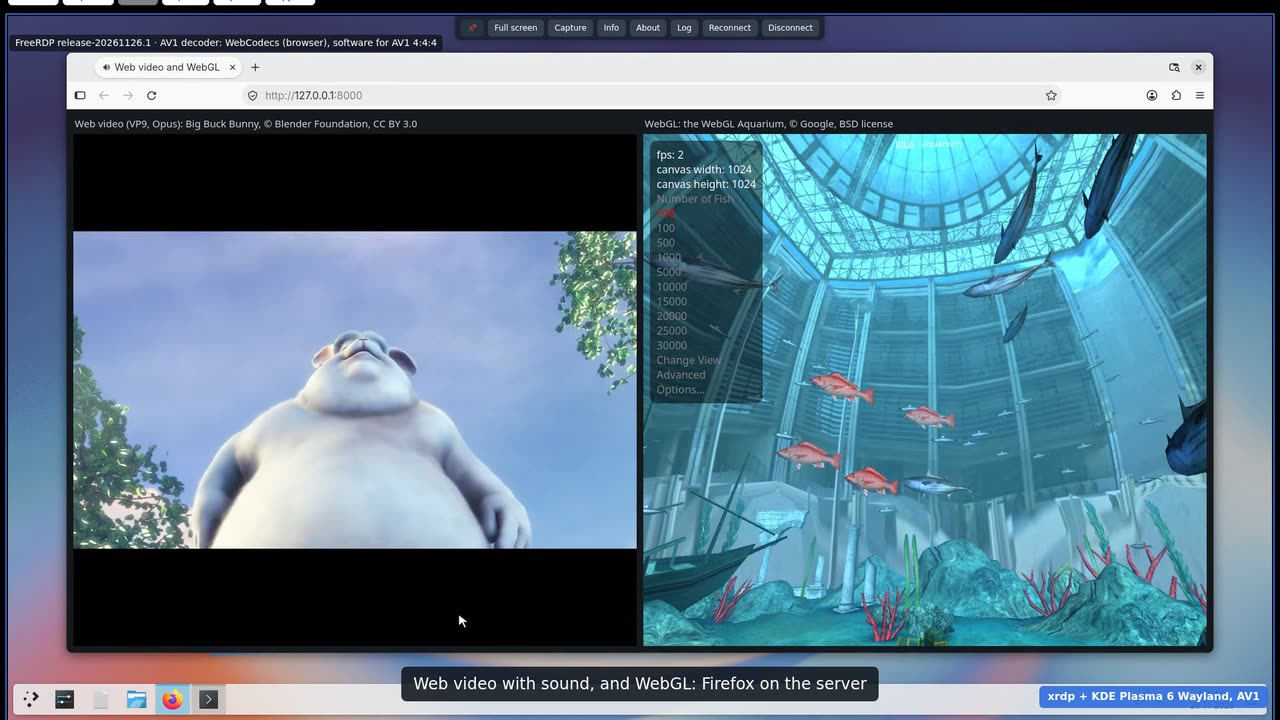 Full screen
Capture
Info
About
Log
Reconnect
Disconnect
FreeRDP release-20261126.1 · AV1 decoder: WebCodecs (browser), software for AV1 4:4:4
Web video and WebGL
http://127.0.0.1:8000
Web video (VP9, Opus): Big Buck Bunny, © Blender Foundation, CC BY 3.0
WebGL: the WebGL Aquarium, © Google, BSD license
fps: 2
canvas width: 1024
canvas height: 1024
Number of Fish
100
500
1000
5000
10000
15000
20000
25000
30000
Change View
Advanced
Options...
Web video with sound, and WebGL: Firefox on the server
xrdp + KDE Plasma 6 Wayland, AV1